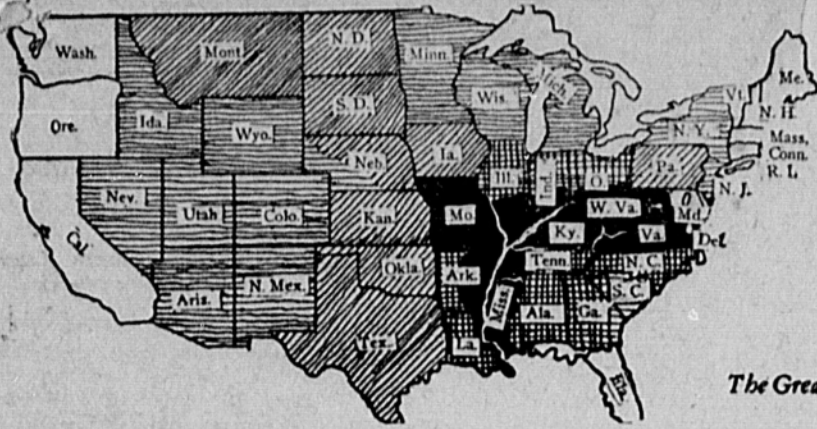 Wash.
Mont.
N. D.
Minn.
Mich.
Me.
Vt.
N. H.
Ore.
Ida.
Wyo.
S. D.
Wis.
N. Y.
Mass.
Conn.
R. I.
Neb.
Ia.
Ill.
Ind.
O.
Pa.
N. J.
Nev.
Utah
Colo.
Kan.
Mo.
W. Va.
Ky.
Va
Md.
Del.
Cal.
Aris.
N. Mex.
Okla.
Ark.
Tenn.
N. C.
S. C.
Tex.
La.
Miss.
Ala.
Ga.
Fla.
The Grea